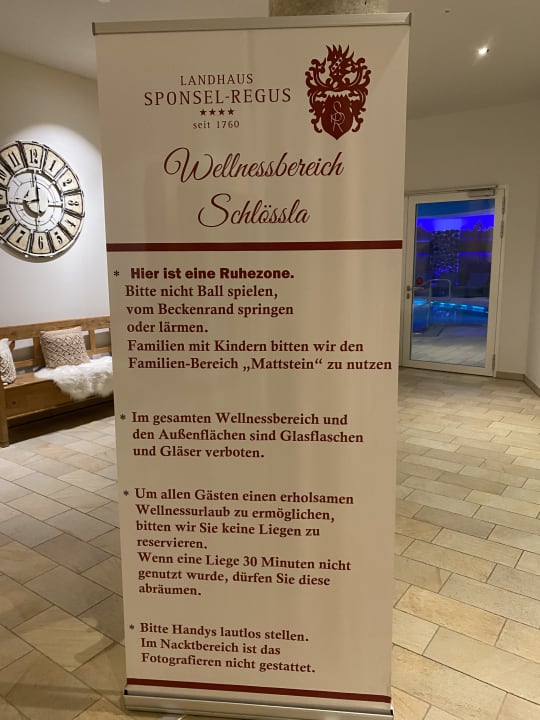 LANDHAUS
SPONSEL-REGUS
★★★★
seit 1760
Wellnessbereich
Schlössla
* Hier ist eine Ruhezone.
Bitte nicht Ball spielen,
vom Beckenrand springen
oder lärmen.
Familien mit Kindern bitten wir den
Familien-Bereich „Mattstein“ zu nutzen
* Im gesamten Wellnessbereich und
den Außenflächen sind Glasflaschen
und Gläser verboten.
* Um allen Gästen einen erholsamen
Wellnessurlaub zu ermöglichen,
bitten wir Sie keine Liegen zu
reservieren.
Wenn eine Liege 30 Minuten nicht
genutzt wurde, dürfen Sie diese
abräumen.
* Bitte Handys lautlos stellen.
Im Nacktbereich ist das
Fotografieren nicht gestattet.